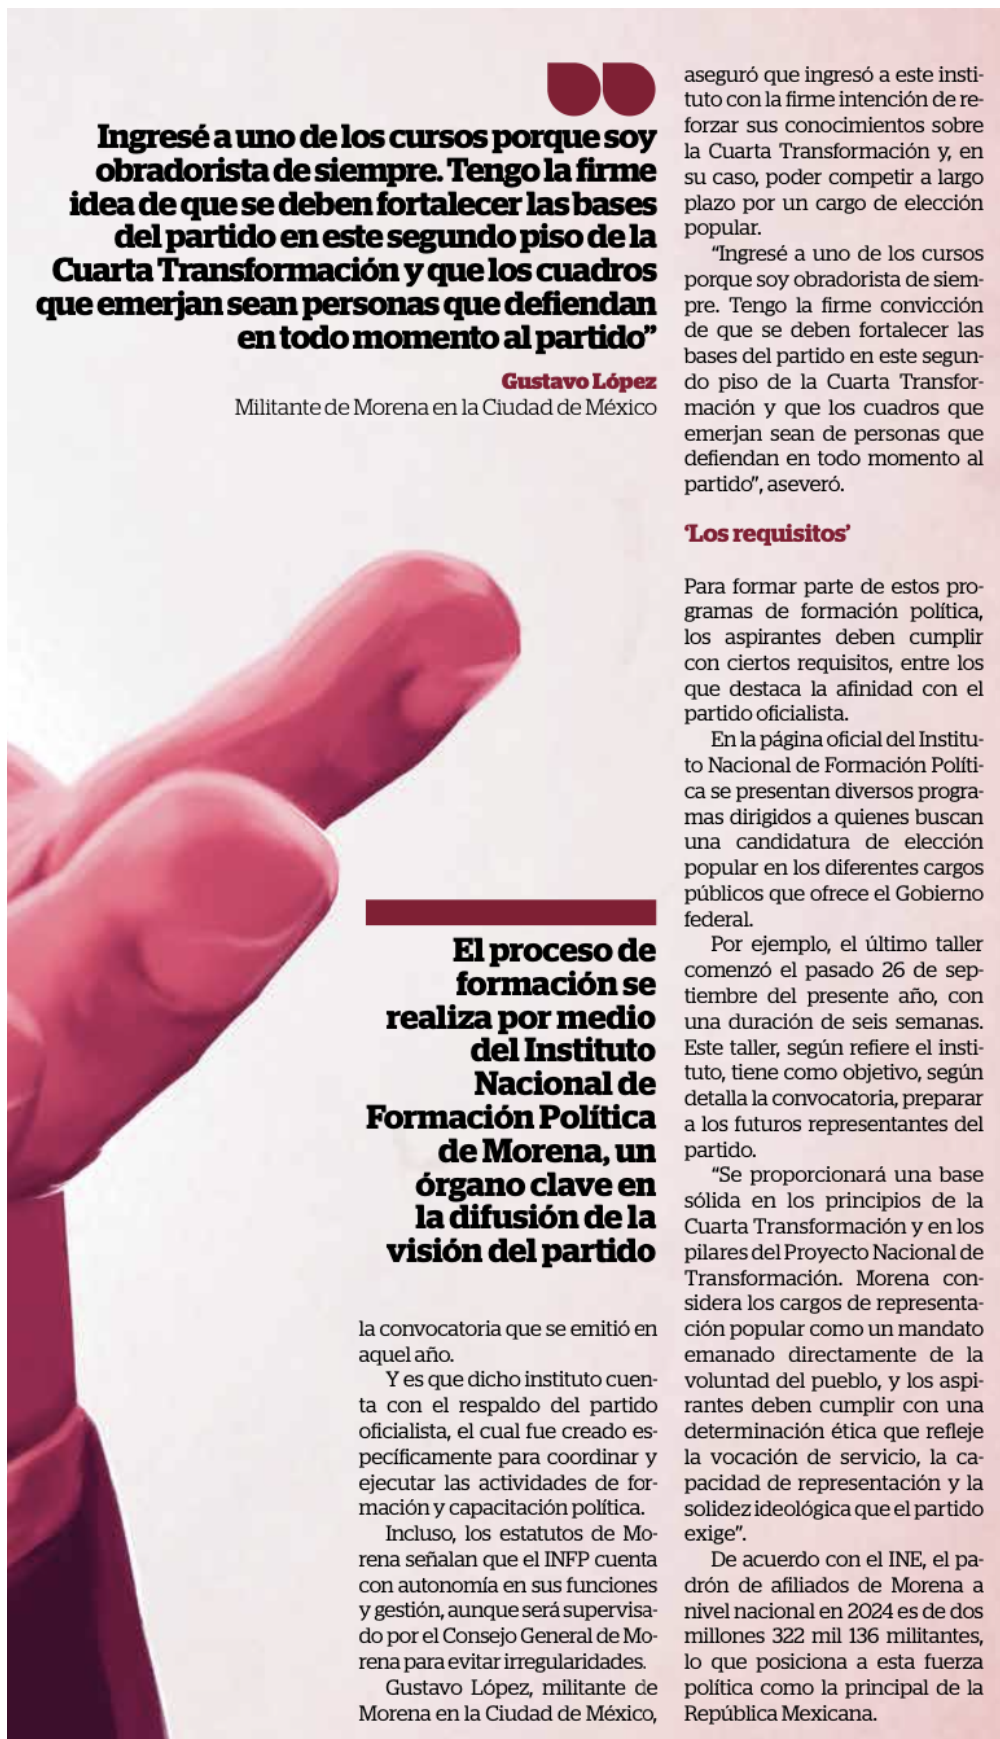 Ingresé a uno de los cursos porque soy
obradorista de siempre. Tengo la firme
idea de que se deben fortalecer las bases
del partido en este segundo piso de la
Cuarta Transformación y que los cuadros
que emerjan sean personas que defiendan
en todo momento al partido”
Gustavo López
Militante de Morena en la Ciudad de México
El proceso de
formación se
realiza por medio
del Instituto
Nacional de
Formación Política
de Morena, un
órgano clave en
la difusión de la
visión del partido
la convocatoria que se emitió en
aquel año.
Y es que dicho instituto cuen-
ta con el respaldo del partido
oficialista, el cual fue creado es-
pecíficamente para coordinar y
ejecutar las actividades de for-
mación y capacitación política.
Incluso, los estatutos de Mo-
rena señalan que el INFP cuenta
con autonomía en sus funciones
y gestión, aunque será supervisa-
do por el Consejo General de Mo-
rena para evitar irregularidades.
Gustavo López, militante de
Morena en la Ciudad de México,
aseguró que ingresó a este insti-
tuto con la firme intención de re-
forzar sus conocimientos sobre
la Cuarta Transformación y, en
su caso, poder competir a largo
plazo por un cargo de elección
popular.
“Ingresé a uno de los cursos
porque soy obradorista de siem-
pre. Tengo la firme convicción
de que se deben fortalecer las
bases del partido en este segun-
do piso de la Cuarta Transfor-
mación y que los cuadros que
emerjan sean de personas que
defiendan en todo momento al
partido”, aseveró.
‘Los requisitos’
Para formar parte de estos pro-
gramas de formación política,
los aspirantes deben cumplir
con ciertos requisitos, entre los
que destaca la afinidad con el
partido oficialista.
En la página oficial del Institu-
to Nacional de Formación Políti-
ca se presentan diversos progra-
mas dirigidos a quienes buscan
una candidatura de elección
popular en los diferentes cargos
públicos que ofrece el Gobierno
federal.
Por ejemplo, el último taller
comenzó el pasado 26 de sep-
tiembre del presente año, con
una duración de seis semanas.
Este taller, según refiere el insti-
tuto, tiene como objetivo, según
detalla la convocatoria, preparar
a los futuros representantes del
partido.
“Se proporcionará una base
sólida en los principios de la
Cuarta Transformación y en los
pilares del Proyecto Nacional de
Transformación. Morena con-
sidera los cargos de representa-
ción popular como un mandato
emanado directamente de la
voluntad del pueblo, y los aspi-
rantes deben cumplir con una
determinación ética que refleje
la vocación de servicio, la ca-
pacidad de representación y la
solidez ideológica que el partido
exige”.
De acuerdo con el INE, el pa-
drón de afiliados de Morena a
nivel nacional en 2024 es de dos
millones 322 mil 136 militantes,
lo que posiciona a esta fuerza
política como la principal de la
República Mexicana.